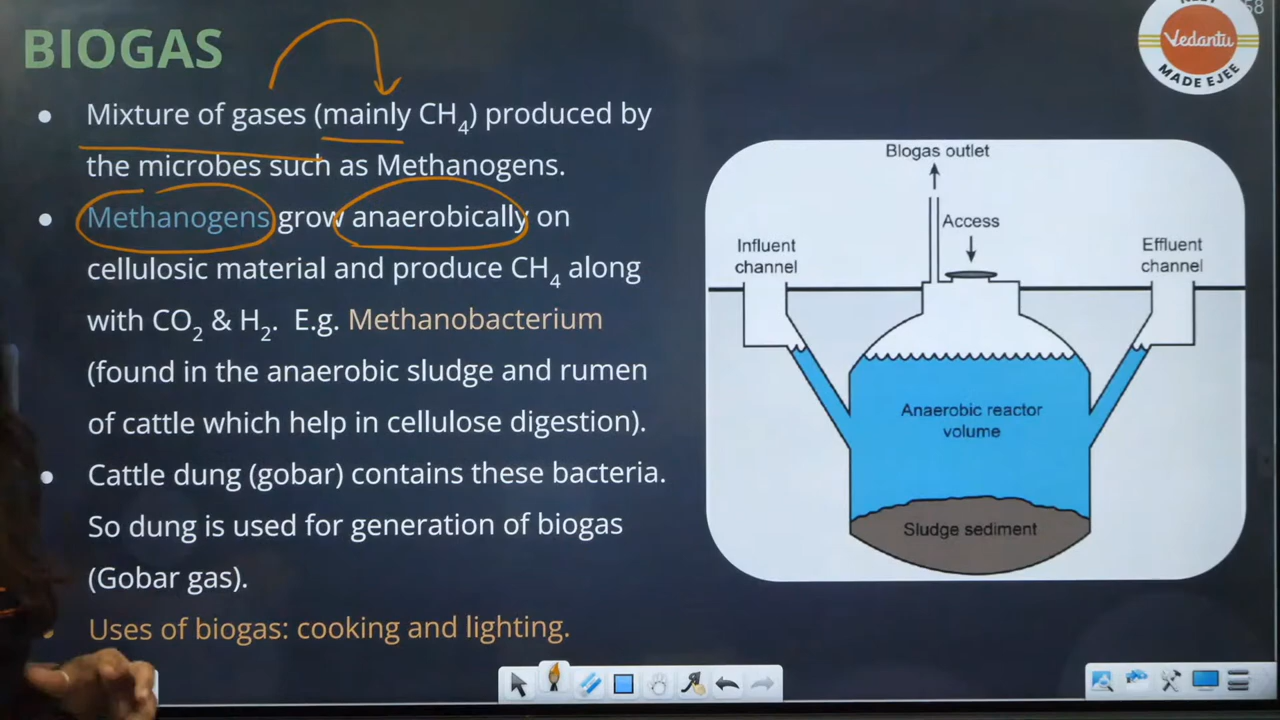 58
Vedantu
MADE EJEE
BIOGAS
● Mixture of gases (mainly CH₄) produced by
the microbes such as Methanogens.
● Methanogens grow anaerobically on
cellulosic material and produce CH₄ along
with CO₂ & H₂. E.g. Methanobacterium
(found in the anaerobic sludge and rumen
of cattle which help in cellulose digestion).
● Cattle dung (gobar) contains these bacteria.
So dung is used for generation of biogas
(Gobar gas).
● Uses of biogas: cooking and lighting.
Biogas outlet
Access
Influent
channel
Effluent
channel
Anaerobic reactor
volume
Sludge sediment